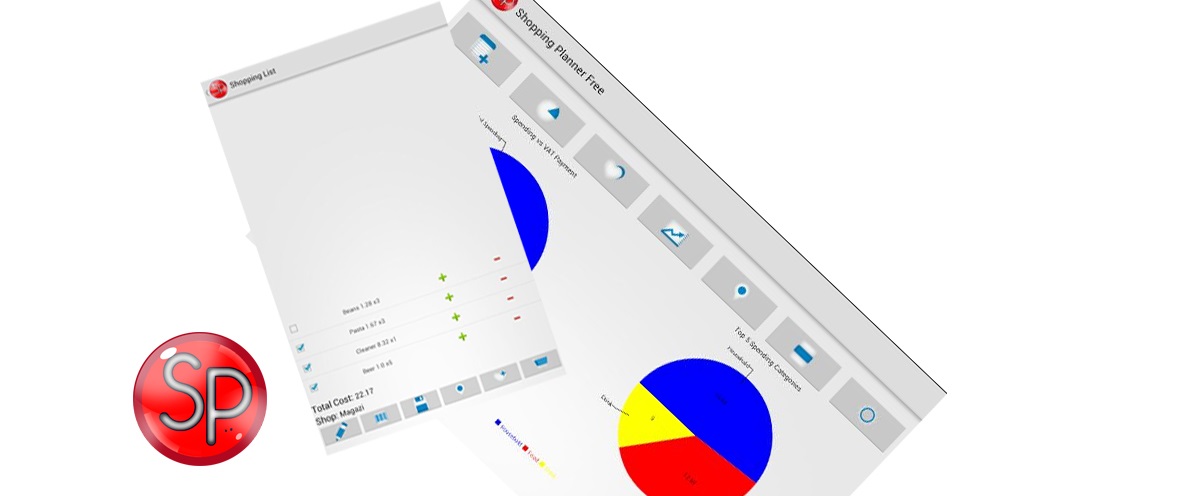 Shopping List
Beans 1.28 x3
Pasta 1.67 x3
Cleaner 8.32 x1
Beer 1.0 x5
Total Cost: 22.17
Shop: Magazi
SP
Shopping Planner Free
Spending vs VAT Payment
Spending
Top 5 Spending Categories
Household
Drink
Household Food